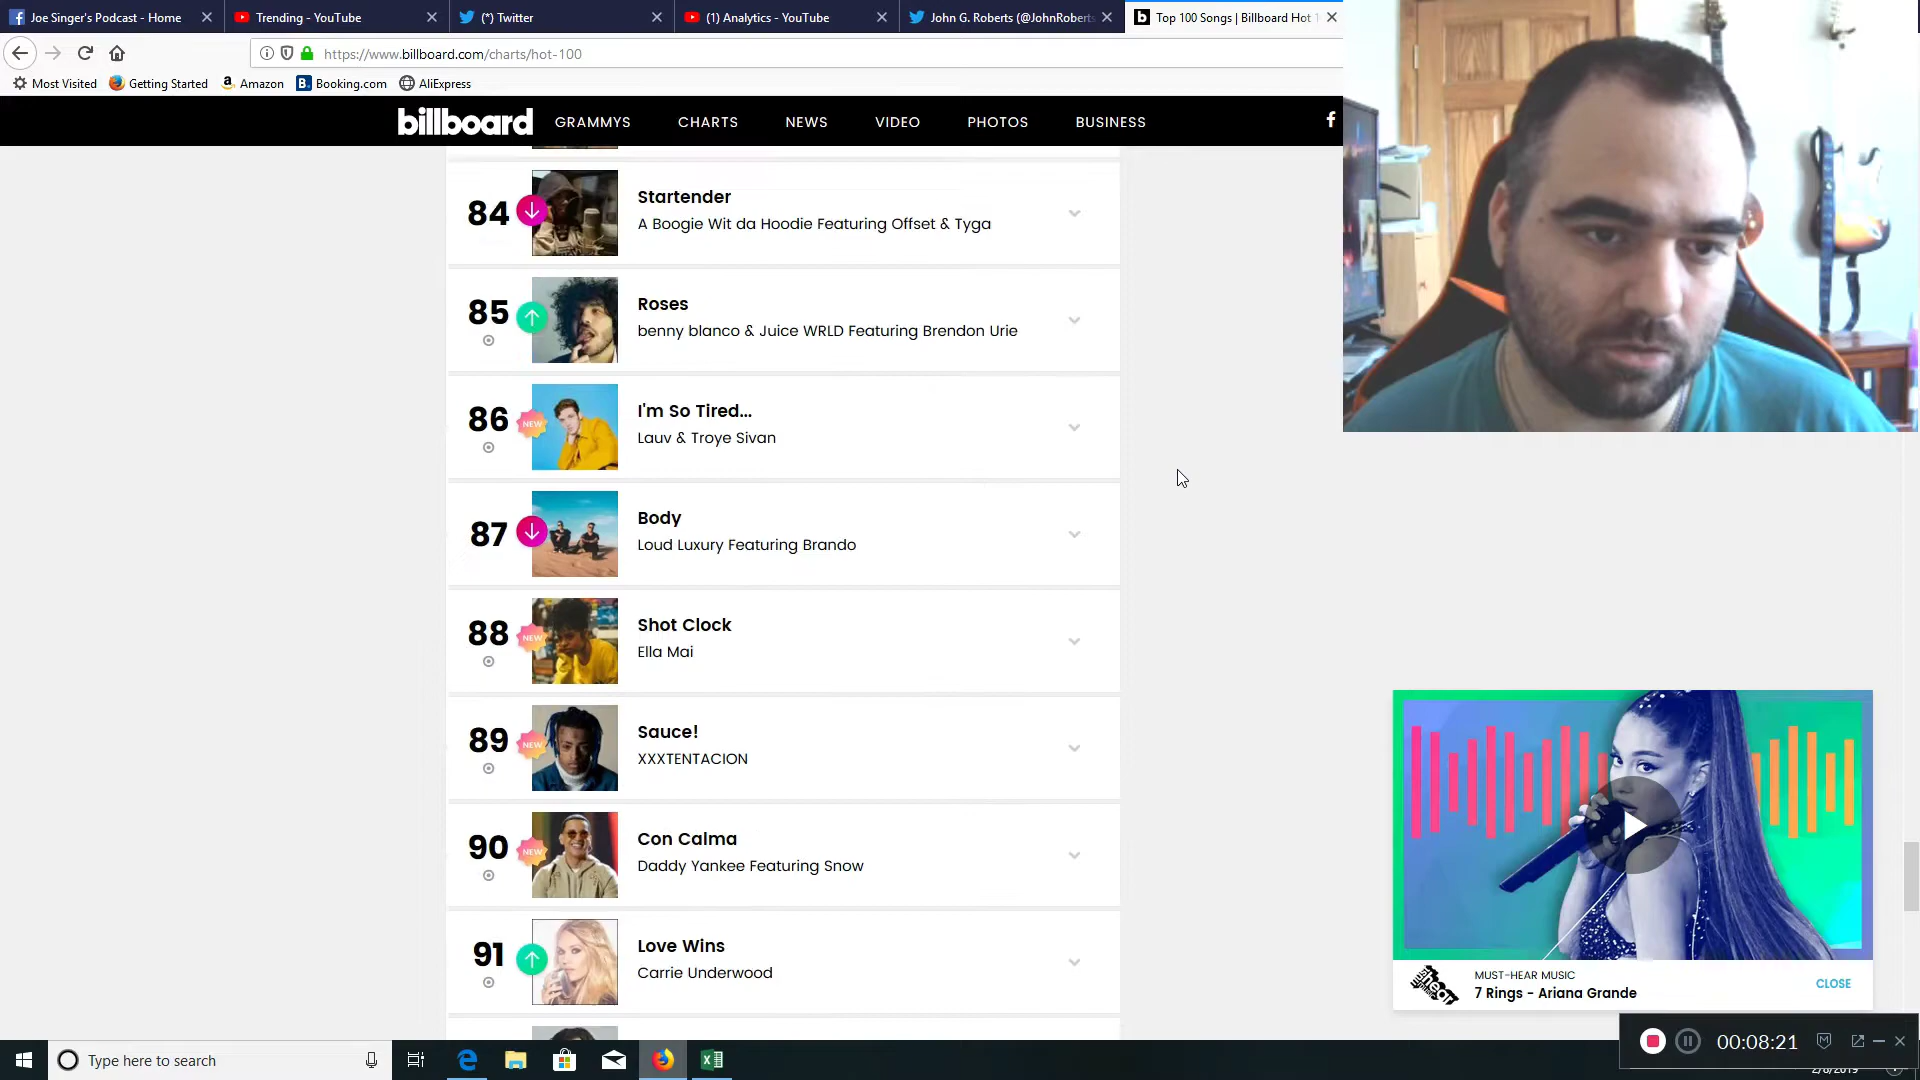 Joe Singer's Podcast - Home
Trending - YouTube
(*) Twitter
(1) Analytics - YouTube
John G. Roberts (@JohnRoberts
Top 100 Songs | Billboard Hot 1
https://www.billboard.com/charts/hot-100
Most Visited
Getting Started
Amazon
Booking.com
AliExpress
billboard
GRAMMYS
CHARTS
NEWS
VIDEO
PHOTOS
BUSINESS
84
Startender
A Boogie Wit da Hoodie Featuring Offset & Tyga
85
Roses
benny blanco & Juice WRLD Featuring Brendon Urie
86
NEW
I'm So Tired...
Lauv & Troye Sivan
87
Body
Loud Luxury Featuring Brando
88
NEW
Shot Clock
Ella Mai
89
NEW
Sauce!
XXXTENTACION
90
NEW
Con Calma
Daddy Yankee Featuring Snow
91
Love Wins
Carrie Underwood
MUST-HEAR MUSIC
7 Rings - Ariana Grande
CLOSE
Type here to search
00:08:21